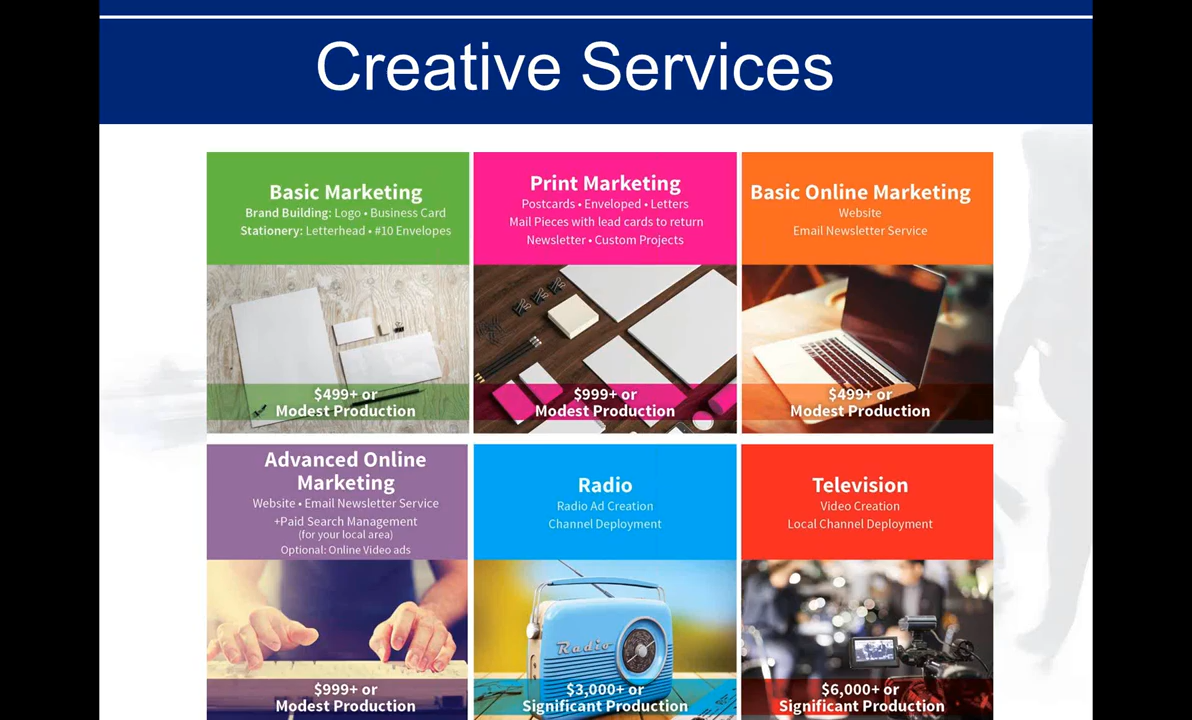 Creative Services
Basic Marketing
Brand Building: Logo • Business Card
Stationery: Letterhead • #10 Envelopes
$499+ or
Modest Production
Print Marketing
Postcards • Enveloped • Letters
Mail Pieces with lead cards to return
Newsletter • Custom Projects
$999+ or
Modest Production
Basic Online Marketing
Website
Email Newsletter Service
$499+ or
Modest Production
Advanced Online
Marketing
Website • Email Newsletter Service
+Paid Search Management
(for your local area)
Optional: Online Video ads
$999+ or
Modest Production
Radio
Radio Ad Creation
Channel Deployment
Radio
$3,000+ or
Significant Production
Television
Video Creation
Local Channel Deployment
$6,000+ or
Significant Production